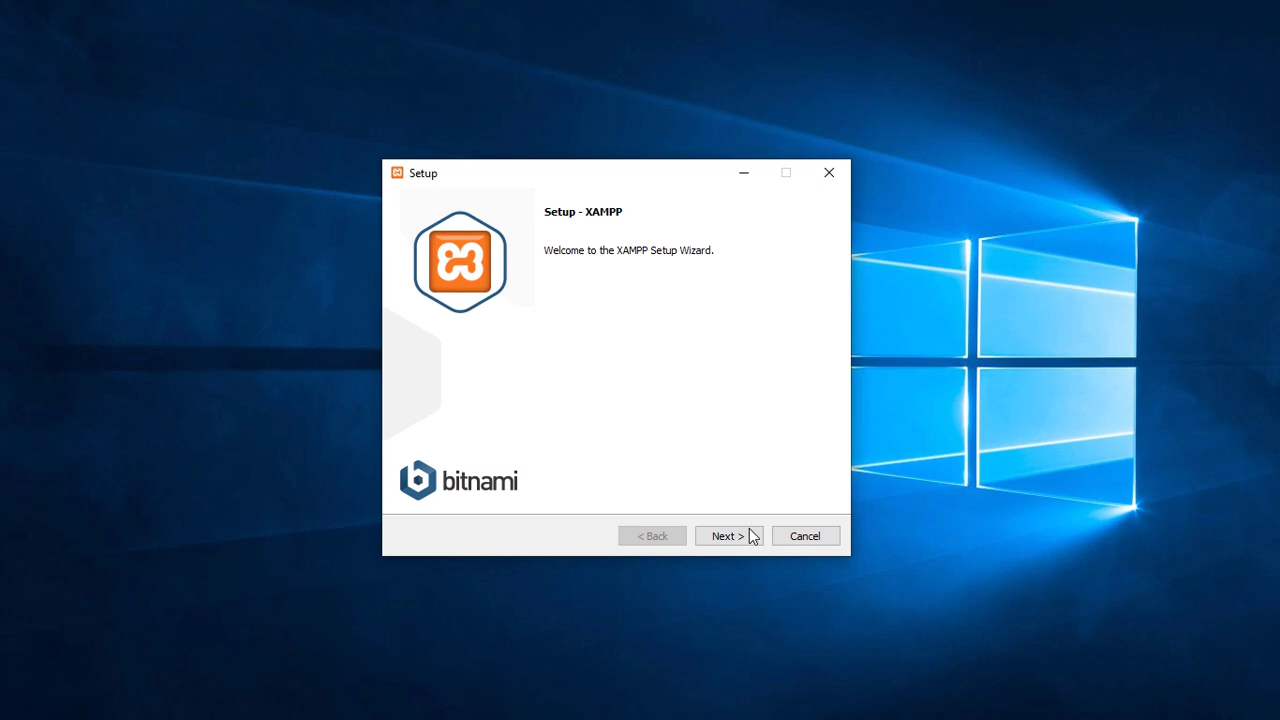 Setup
Setup - XAMPP
Welcome to the XAMPP Setup Wizard.
bitnami
< Back
Next >
Cancel